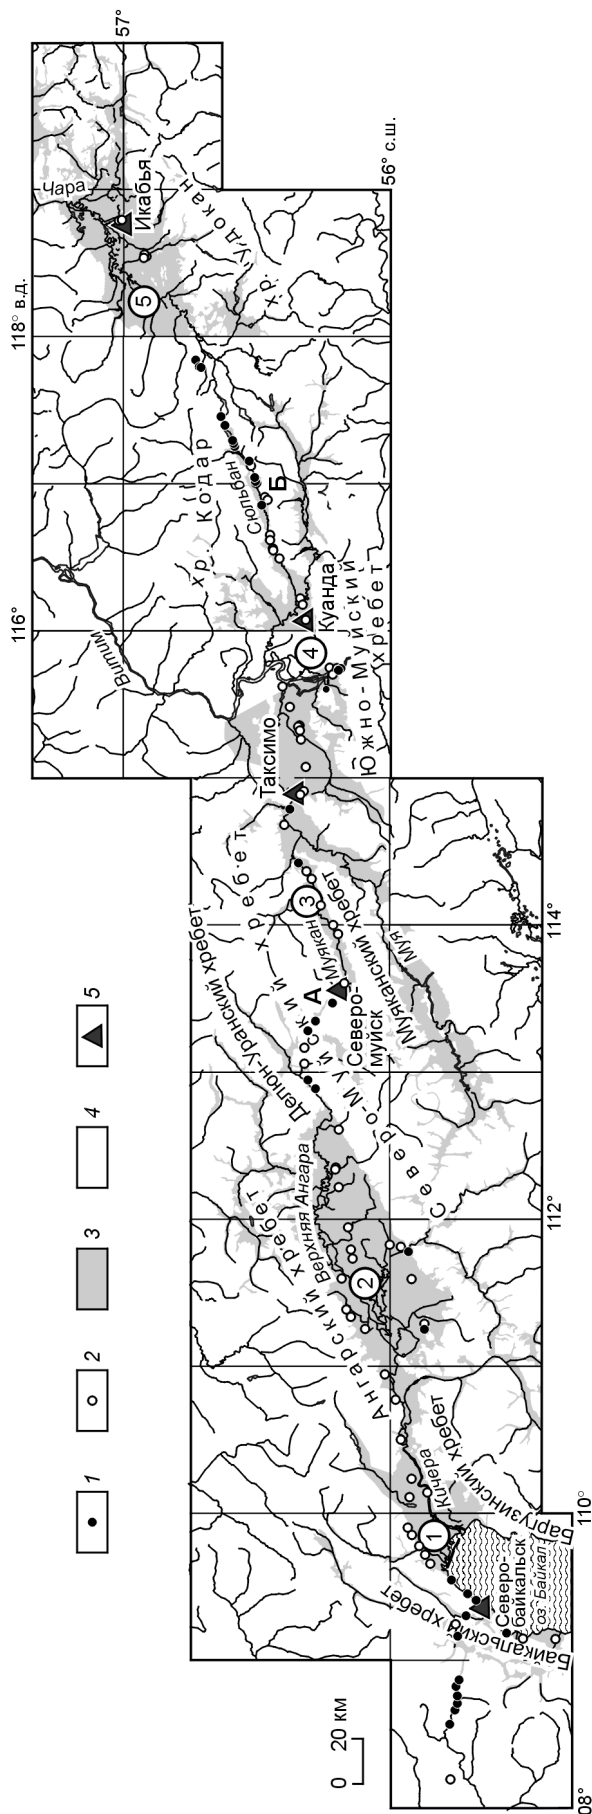 57°
56° с.ш.
118° в.д.
116°
114°
112°
110°
08°
Чара
Икабья
5
хр. Удокан
хр. Кодар
Сюльбан
Б
Куанда
4
Витим
Южно-Муйский
хребет
Таксимо
3
Муякан
А
Северо-
муйск
Муяканский хребет
Муя
Северо-Муйский хребет
Делюн-Уранский хребет
Верхняя Ангара
2
Ангарский хребет
Кичера
1
Баргузинский хребет
Северо-
байкальск
оз. Байкал
Байкальский хребет
0 20 км
1
2
3
4
5